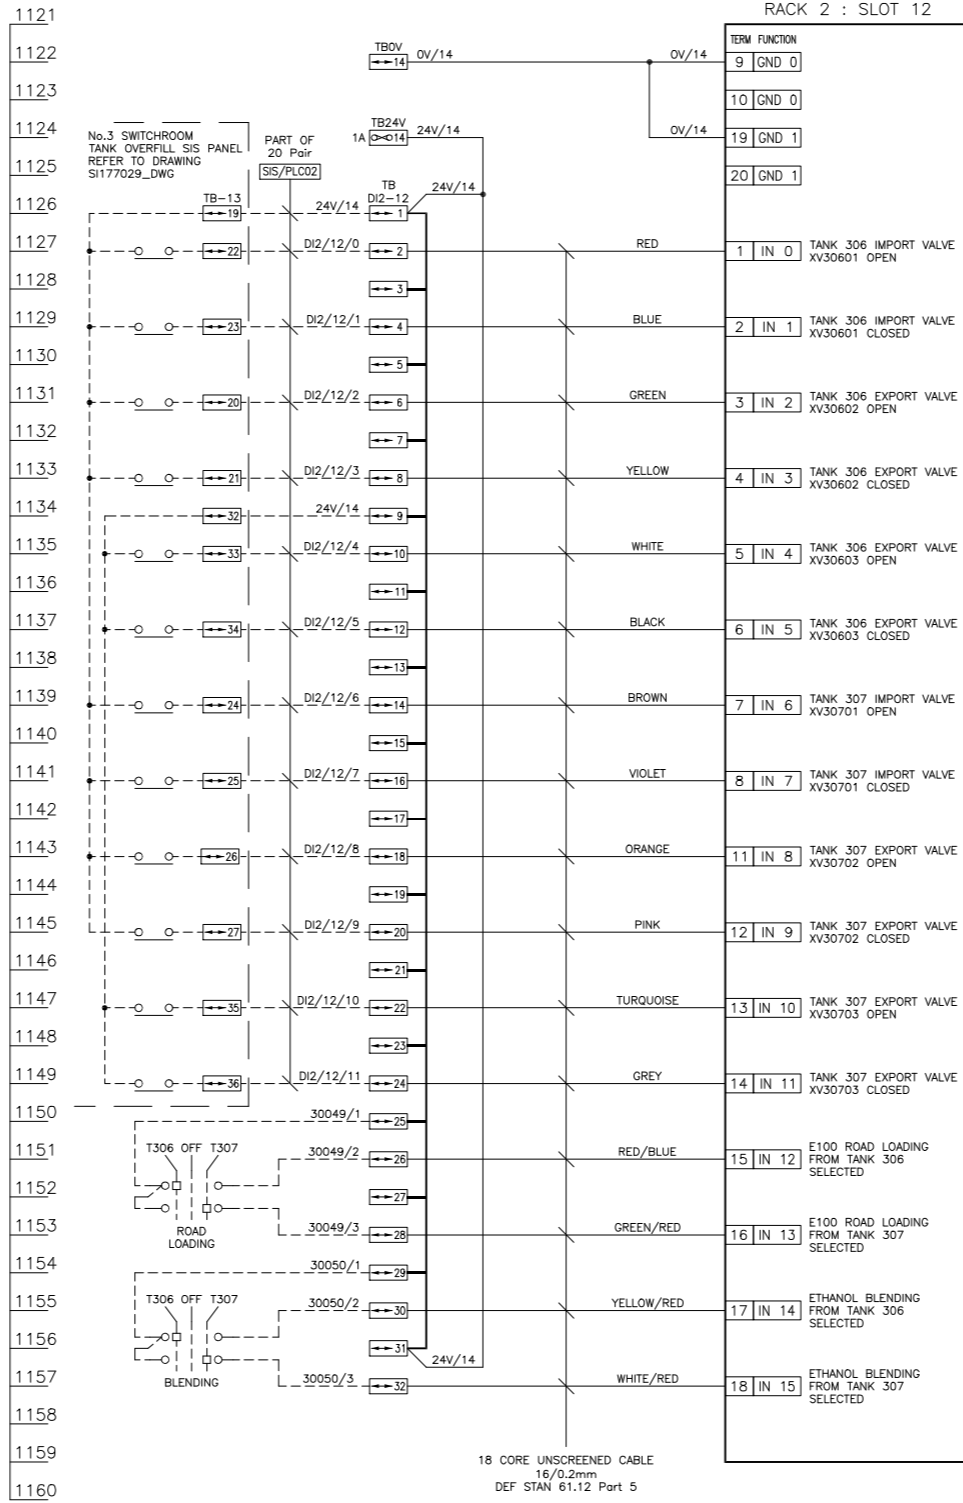 RACK 2 : SLOT 12
1121
TERM FUNCTION
1122
TB0V
14 0V/14 0V/14 9 GND 0
1123
10 GND 0
1124
No.3 SWITCHROOM
TANK OVERFILL SIS PANEL
REFER TO DRAWING
SI177029_DWG
PART OF
20 Pair
SIS/PLC02
TB24V
1A 14 24V/14 0V/14 19 GND 1
1125
20 GND 1
24V/14
1126
TB-13
TB
DI2-12
19 24V/14 1
1127 22 DI2/12/0 2 RED 1 IN 0 TANK 306 IMPORT VALVE
XV30601 OPEN
1128 3
1129 23 DI2/12/1 4 BLUE 2 IN 1 TANK 306 IMPORT VALVE
XV30601 CLOSED
1130 5
1131 20 DI2/12/2 6 GREEN 3 IN 2 TANK 306 EXPORT VALVE
XV30602 OPEN
1132 7
1133 21 DI2/12/3 8 YELLOW 4 IN 3 TANK 306 EXPORT VALVE
XV30602 CLOSED
1134 32 24V/14 9
1135 33 DI2/12/4 10 WHITE 5 IN 4 TANK 306 EXPORT VALVE
XV30603 OPEN
1136 11
1137 34 DI2/12/5 12 BLACK 6 IN 5 TANK 306 EXPORT VALVE
XV30603 CLOSED
1138 13
1139 24 DI2/12/6 14 BROWN 7 IN 6 TANK 307 IMPORT VALVE
XV30701 OPEN
1140 15
1141 25 DI2/12/7 16 VIOLET 8 IN 7 TANK 307 IMPORT VALVE
XV30701 CLOSED
1142 17
1143 26 DI2/12/8 18 ORANGE 11 IN 8 TANK 307 EXPORT VALVE
XV30702 OPEN
1144 19
1145 27 DI2/12/9 20 PINK 12 IN 9 TANK 307 EXPORT VALVE
XV30702 CLOSED
1146 21
1147 35 DI2/12/10 22 TURQUOISE 13 IN 10 TANK 307 EXPORT VALVE
XV30703 OPEN
1148 23
1149 36 DI2/12/11 24 GREY 14 IN 11 TANK 307 EXPORT VALVE
XV30703 CLOSED
1150 30049/1 25
1151 T306 OFF T307 30049/2 26 RED/BLUE 15 IN 12 E100 ROAD LOADING
FROM TANK 306
SELECTED
1152 27
1153 ROAD
LOADING
30049/3 28 GREEN/RED 16 IN 13 E100 ROAD LOADING
FROM TANK 307
SELECTED
1154 30050/1 29
1155 T306 OFF T307 30050/2 30 YELLOW/RED 17 IN 14 ETHANOL BLENDING
FROM TANK 306
SELECTED
1156 31 24V/14
1157 BLENDING 30050/3 32 WHITE/RED 18 IN 15 ETHANOL BLENDING
FROM TANK 307
SELECTED
1158
1159
18 CORE UNSCREENED CABLE
16/0.2mm
DEF STAN 61.12 Part 5
1160